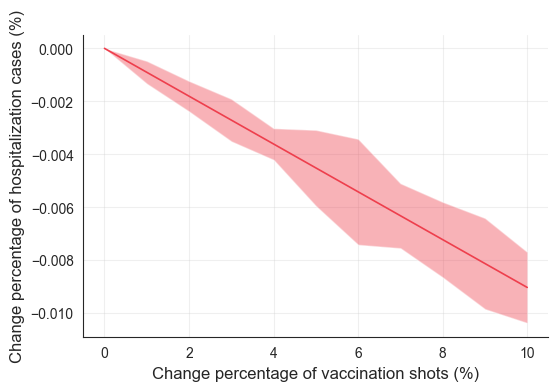 Change percentage of hospitalization cases (%)
0.000
−0.002
−0.004
−0.006
−0.008
−0.010
0 2 4 6 8 10
Change percentage of vaccination shots (%)